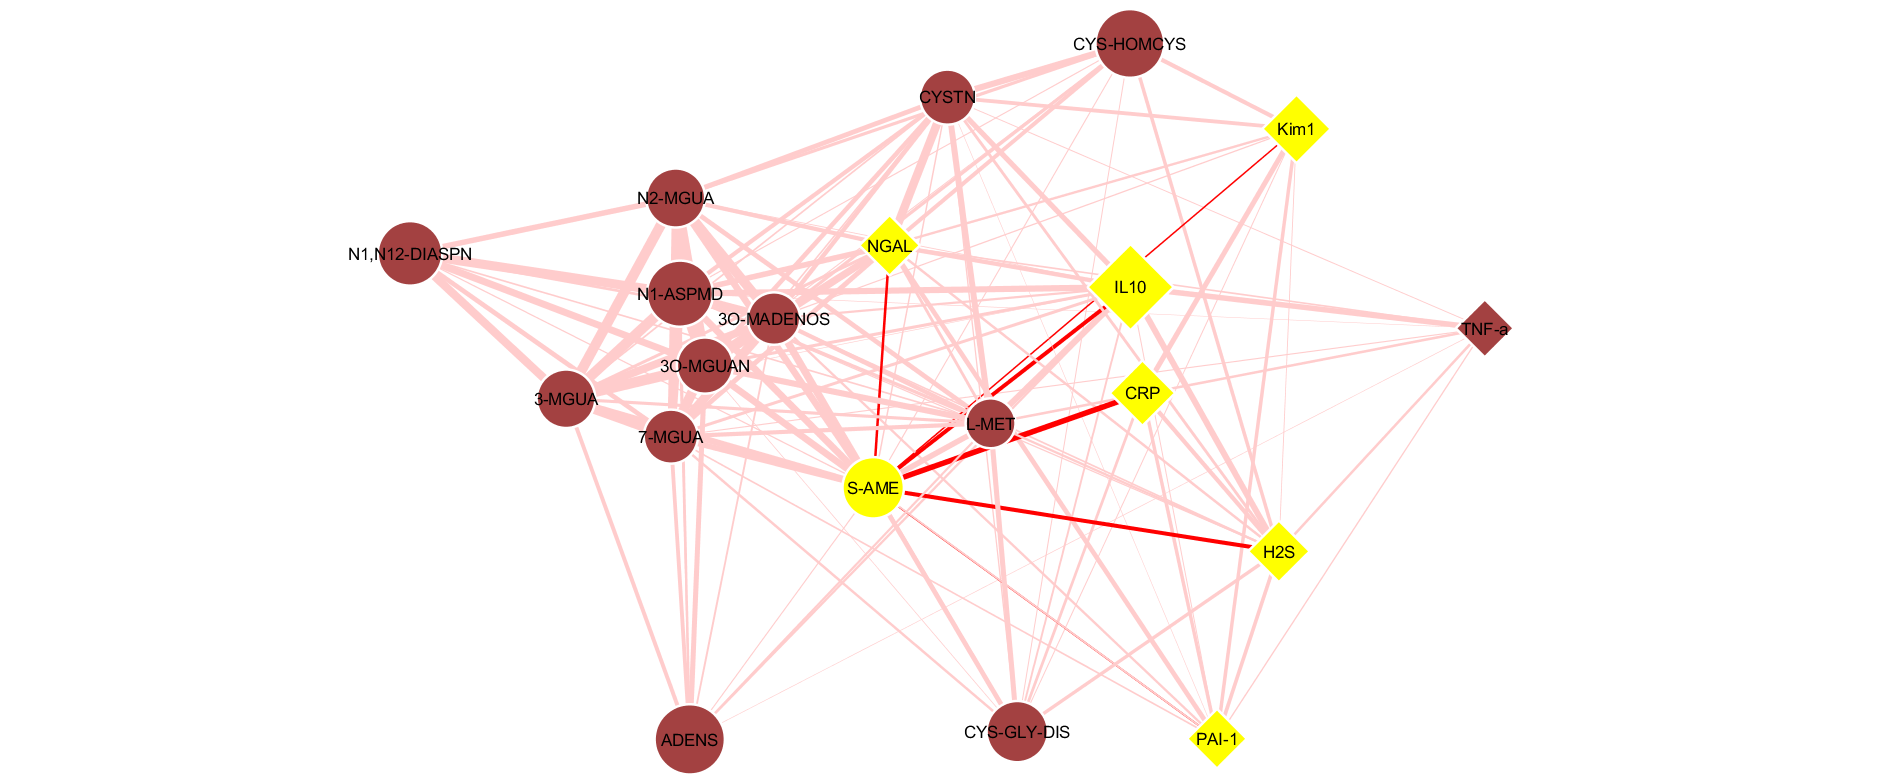 CYS-HOMCYS
CYSTN
Kim1
N2-MGUA
NGAL
N1,N12-DIASPN
IL10
N1-ASPMD
3O-MADENOS
TNF-a
3O-MGUAN
CRP
3-MGUA
L-MET
7-MGUA
S-AME
H2S
CYS-GLY-DIS
PAI-1
ADENS